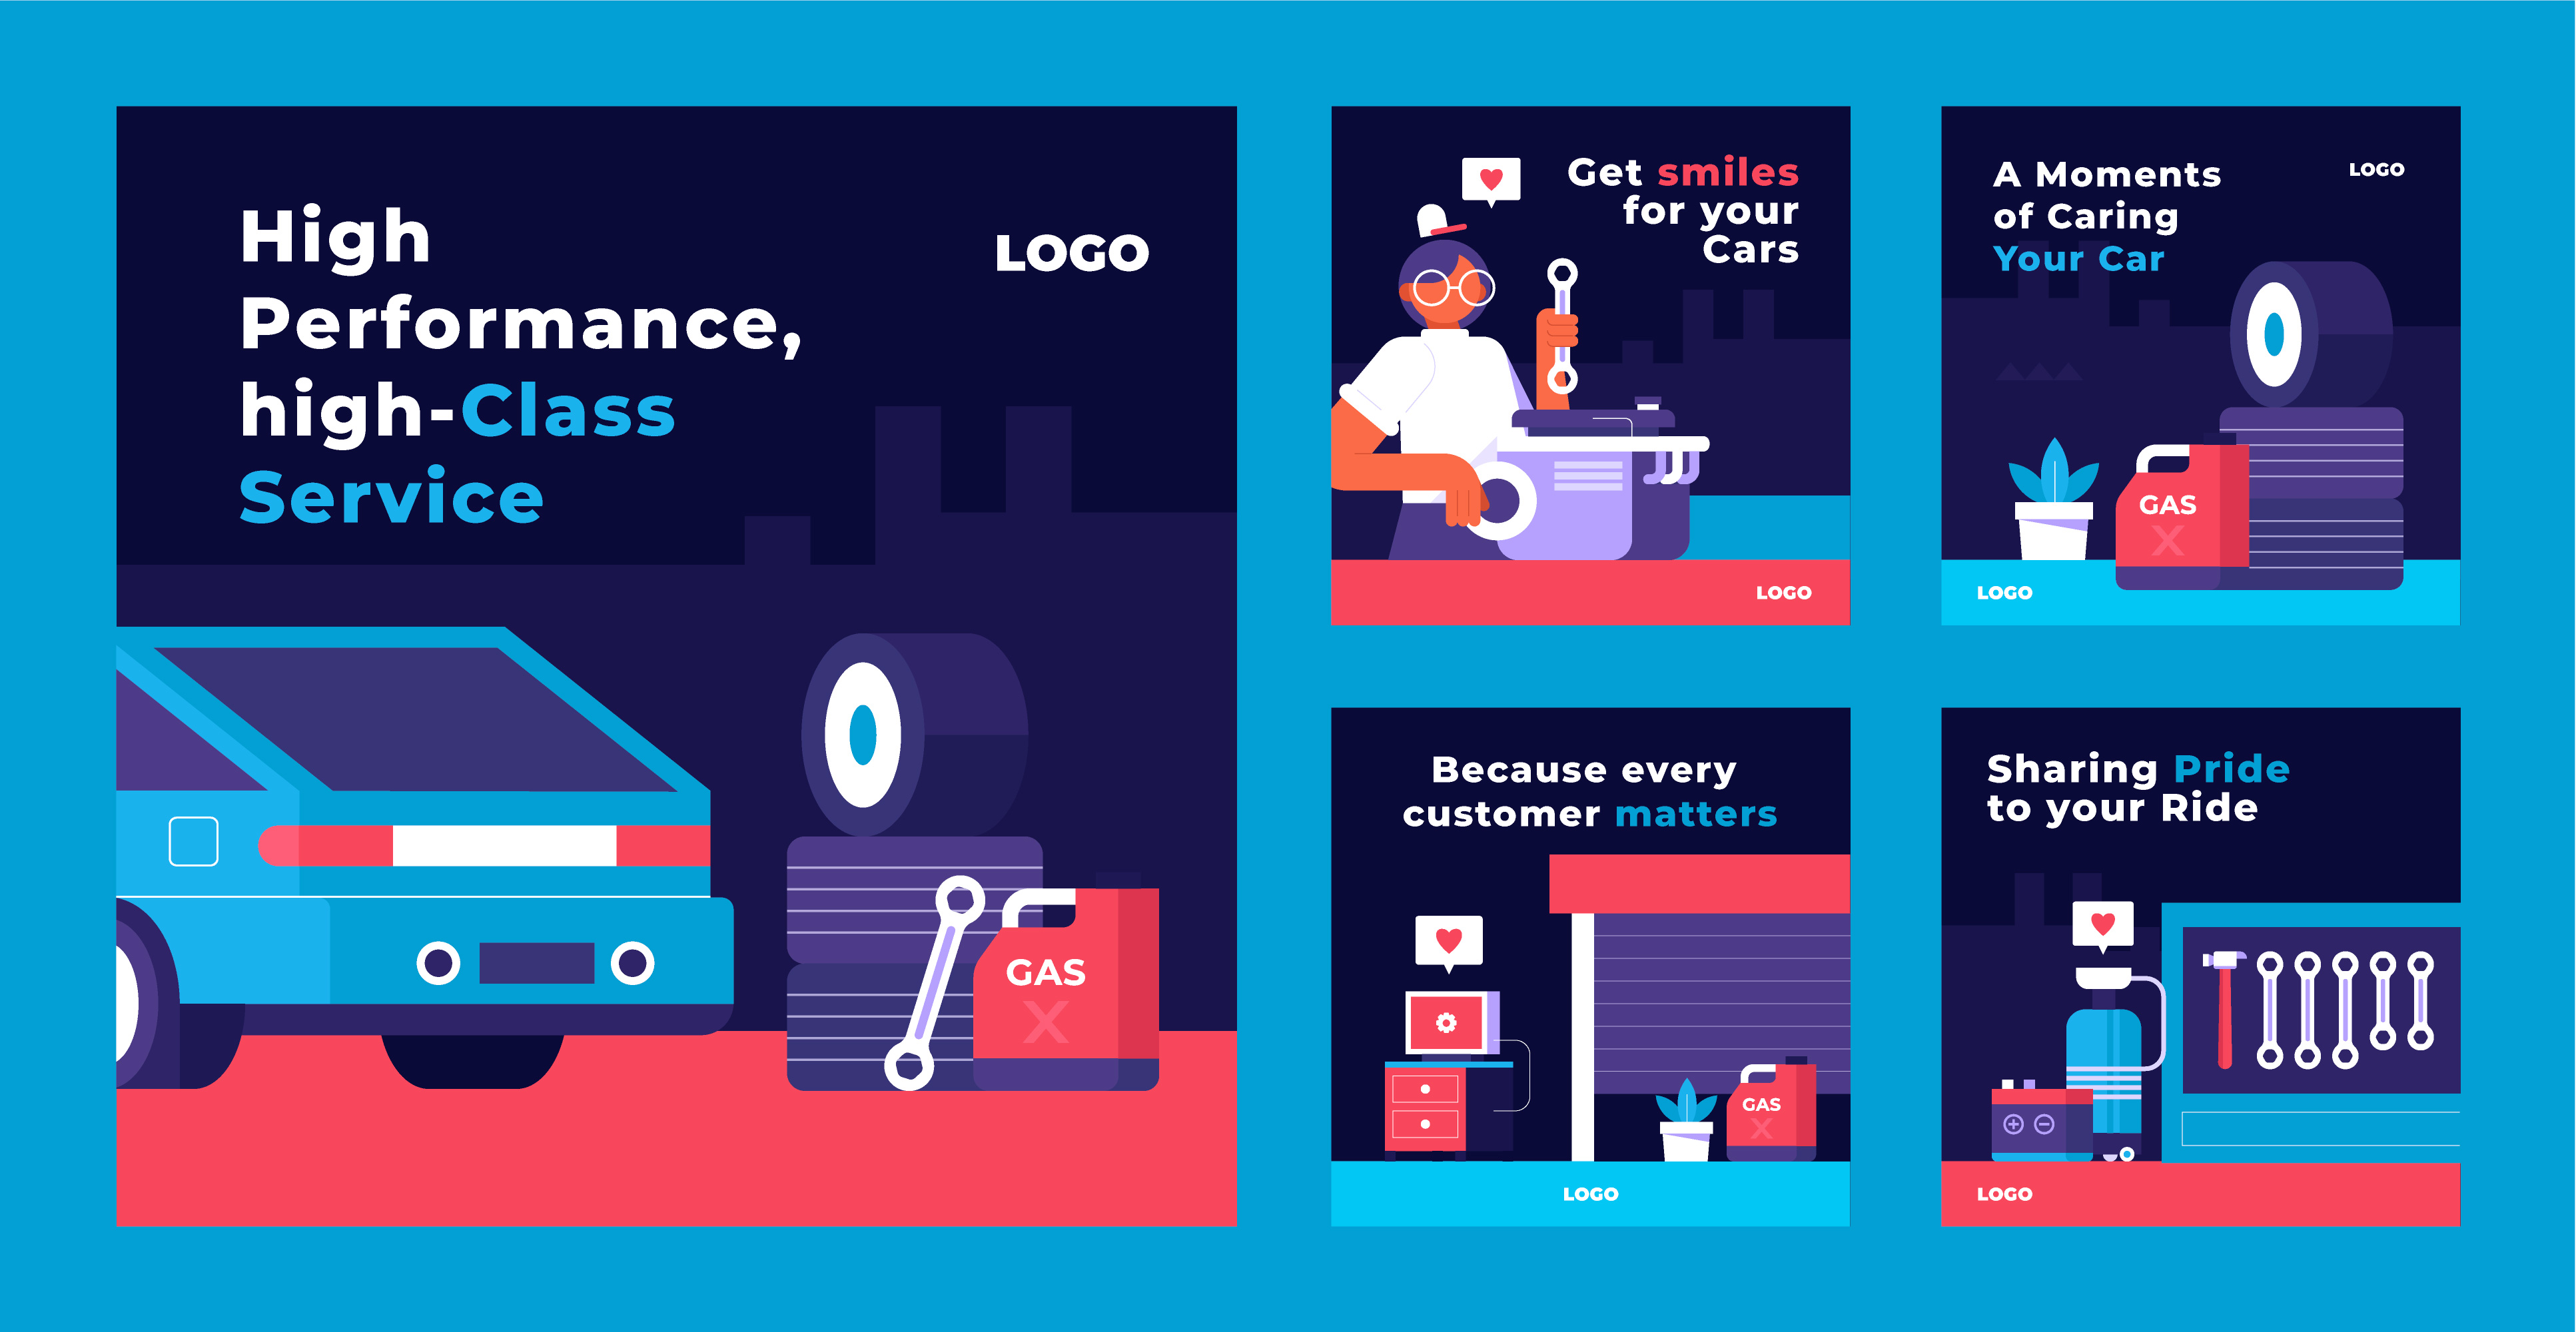 High
Performance,
high-Class
Service
LOGO
GAS
X
Get smiles
for your
Cars
LOGO
A Moments
of Caring
Your Car
LOGO
GAS
X
LOGO
Because every
customer matters
GAS
X
LOGO
Sharing Pride
to your Ride
LOGO